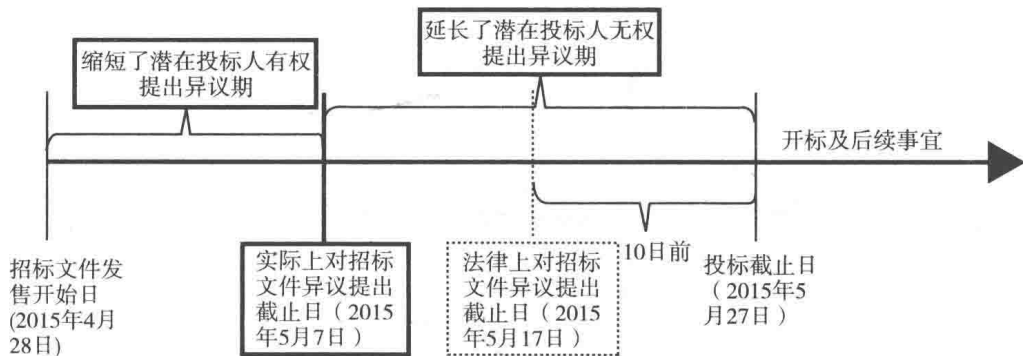 缩短了潜在投标人有权
提出异议期
延长了潜在投标人无权
提出异议期
开标及后续事宜
招标文件发
售开始日
(2015年4月
28日)
实际上对招标
文件异议提出
截止日(2015
年5月7日)
法律上对招标
文件异议提出
截止日(2015
年5月17日)
10日前
投标截止日
(2015年5
月27日)